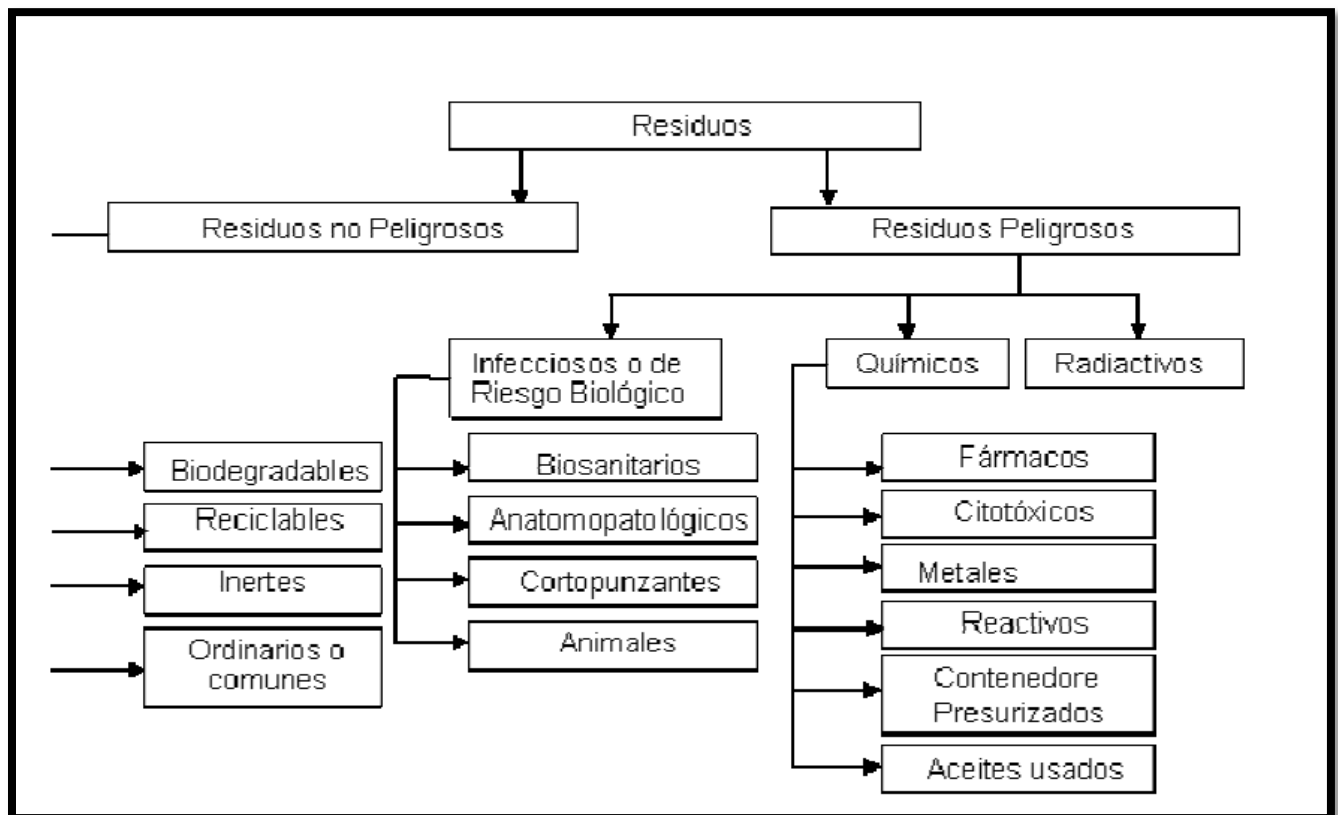 Residuos
Residuos no Peligrosos
Residuos Peligrosos
Infecciosos o de
Riesgo Biológico
Químicos
Radiactivos
Biodegradables
Reciclables
Inertes
Ordinarios o
comunes
Biosanitarios
Anatomopatológicos
Cortopunzantes
Animales
Fármacos
Citotóxicos
Metales
Reactivos
Contenedore
Presurizados
Aceites usados